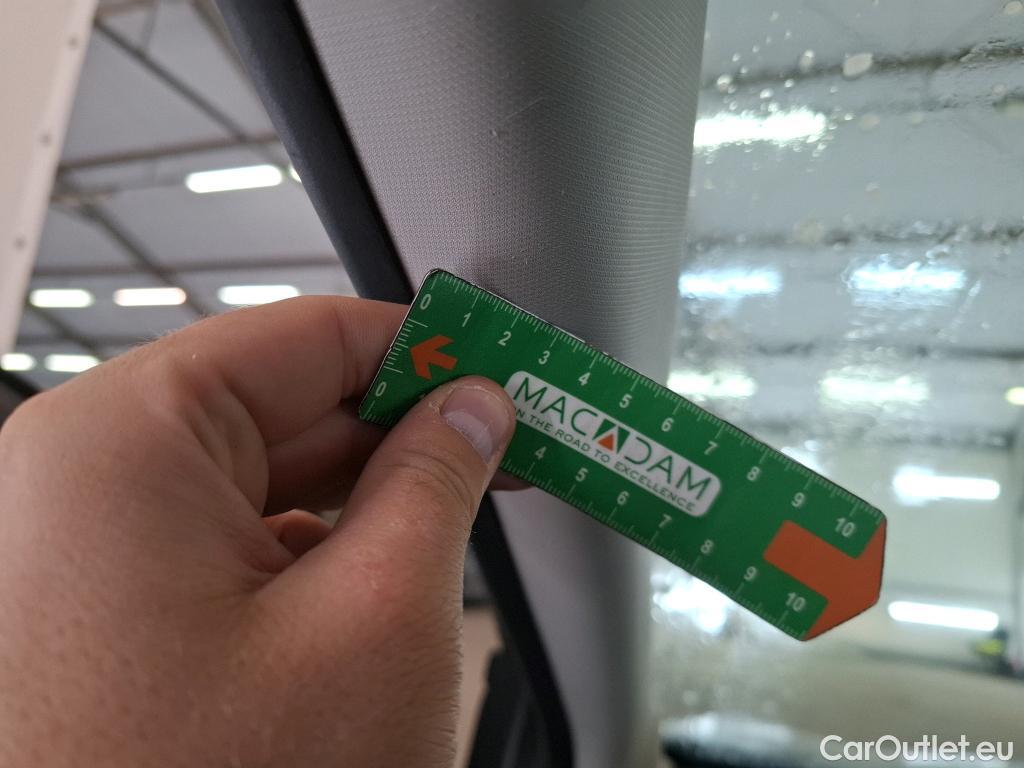 0 1 2 3 4 5 6 7 8 9 10
MACADAM
ON THE ROAD TO EXCELLENCE
0 4 5 6 7 8 9 10
CarOutlet.eu